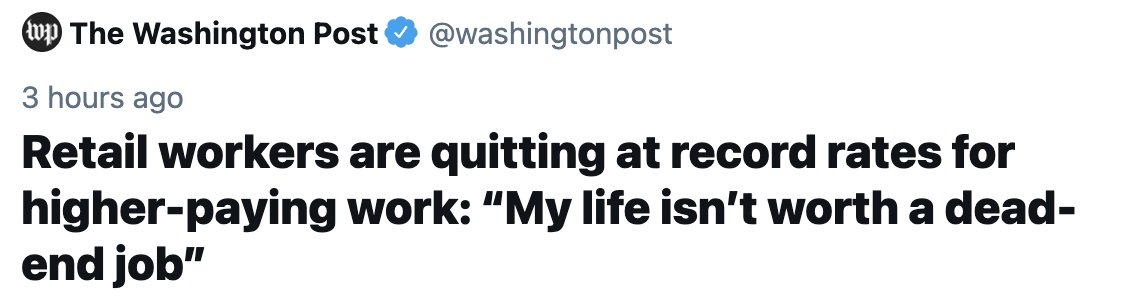 wp The Washington Post @washingtonpost
3 hours ago
Retail workers are quitting at record rates for
higher-paying work: “My life isn’t worth a dead-
end job”